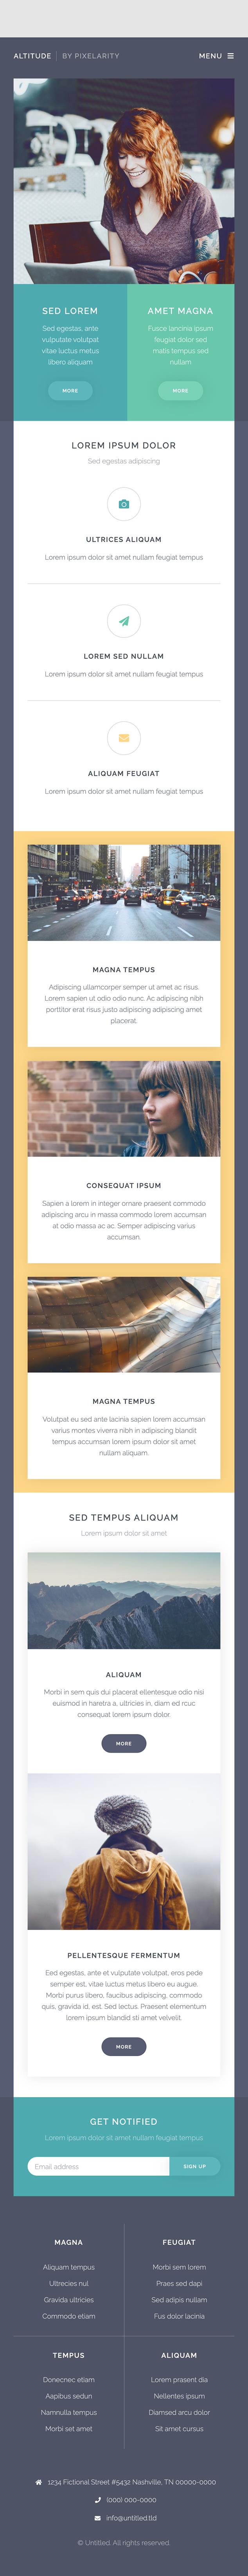 ALTITUDE BY PIXELARITY MENU
SED LOREM
Sed egestas, ante
vulputate volutpat
vitae luctus metus
libero aliquam
MORE
AMET MAGNA
Fusce lancinia ipsum
feugiat dolor sed
matis tempus sed
nullam
MORE
LOREM IPSUM DOLOR
Sed egestas adipiscing
ULTRICES ALIQUAM
Lorem ipsum dolor sit amet nullam feugiat tempus
LOREM SED NULLAM
Lorem ipsum dolor sit amet nullam feugiat tempus
ALIQUAM FEUGIAT
Lorem ipsum dolor sit amet nullam feugiat tempus
MAGNA TEMPUS
Adipiscing ullamcorper semper ut amet ac risus.
Lorem sapien ut odio odio nunc. Ac adipiscing nibh
porttitor erat risus justo adipiscing adipiscing amet
placerat.
CONSEQUAT IPSUM
Sapien a lorem in integer ornare praesent commodo
adipiscing arcu in massa commodo lorem accumsan
at odio massa ac ac. Semper adipiscing varius
accumsan.
MAGNA TEMPUS
Volutpat eu sed ante lacinia sapien lorem accumsan
varius montes viverra nibh in adipiscing blandit
tempus accumsan lorem ipsum dolor sit amet
nullam aliquam.
SED TEMPUS ALIQUAM
Lorem ipsum dolor sit amet
ALIQUAM
Morbi in sem quis dui placerat ellentesque odio nisi
euismod in haretra a, ultricies in, diam ed rcuc
consequat lorem ipsum dolor.
MORE
PELLENTESQUE FERMENTUM
Eed egestas, ante et vulputate volutpat, eros pede
semper est, vitae luctus metus libero eu augue.
Morbi purus libero, faucibus adipiscing, commodo
quis, gravida id, est. Sed lectus. Praesent elementum
lorem ipsum blandid sti amet velvelit.
MORE
GET NOTIFIED
Lorem ipsum dolor sit amet nullam feugiat tempus
Email address SIGN UP
MAGNA
Aliquam tempus
Ultrecies nul
Gravida ultricies
Commodo etiam
FEUGIAT
Morbi sem lorem
Praes sed dapi
Sed adipis nullam
Fus dolor lacinia
TEMPUS
Donecnec etiam
Aapibus sedun
Namnulla tempus
Morbi set amet
ALIQUAM
Lorem prasent dia
Nellentes ipsum
Diamsed arcu dolor
Sit amet cursus
1234 Fictional Street #5432 Nashville, TN 00000-0000
(000) 000-0000
info@untitled.tld
© Untitled. All rights reserved.